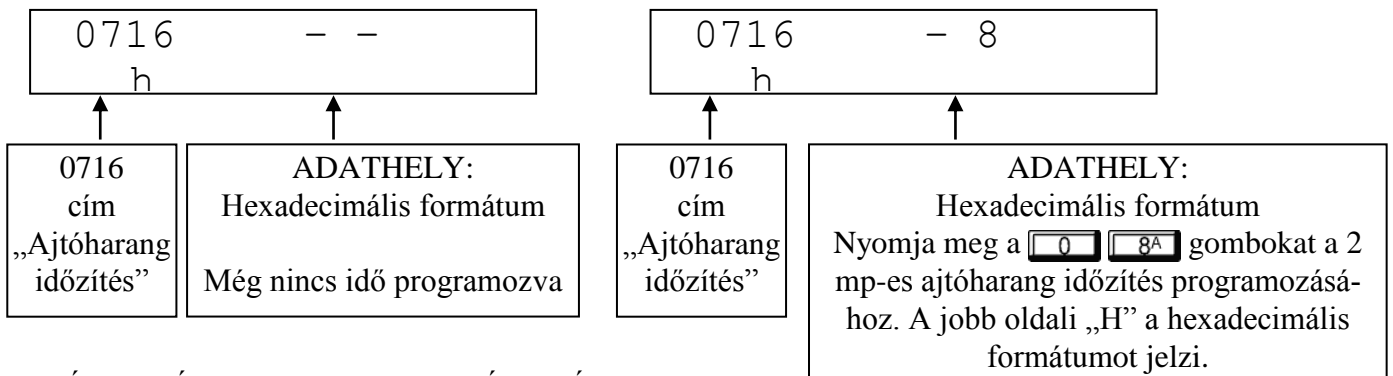 0716 – –
h
0716 – 8
h
0716
cím
„Ajtóharang
időzítés”
ADATHELY:
Hexadecimális formátum
Még nincs idő programozva
0716
cím
„Ajtóharang
időzítés”
ADATHELY:
Hexadecimális formátum
Nyomja meg a 0 8A gombokat a 2
mp-es ajtóharang időzítés programozásá-
hoz. A jobb oldali „H” a hexadecimális
formátumot jelzi.